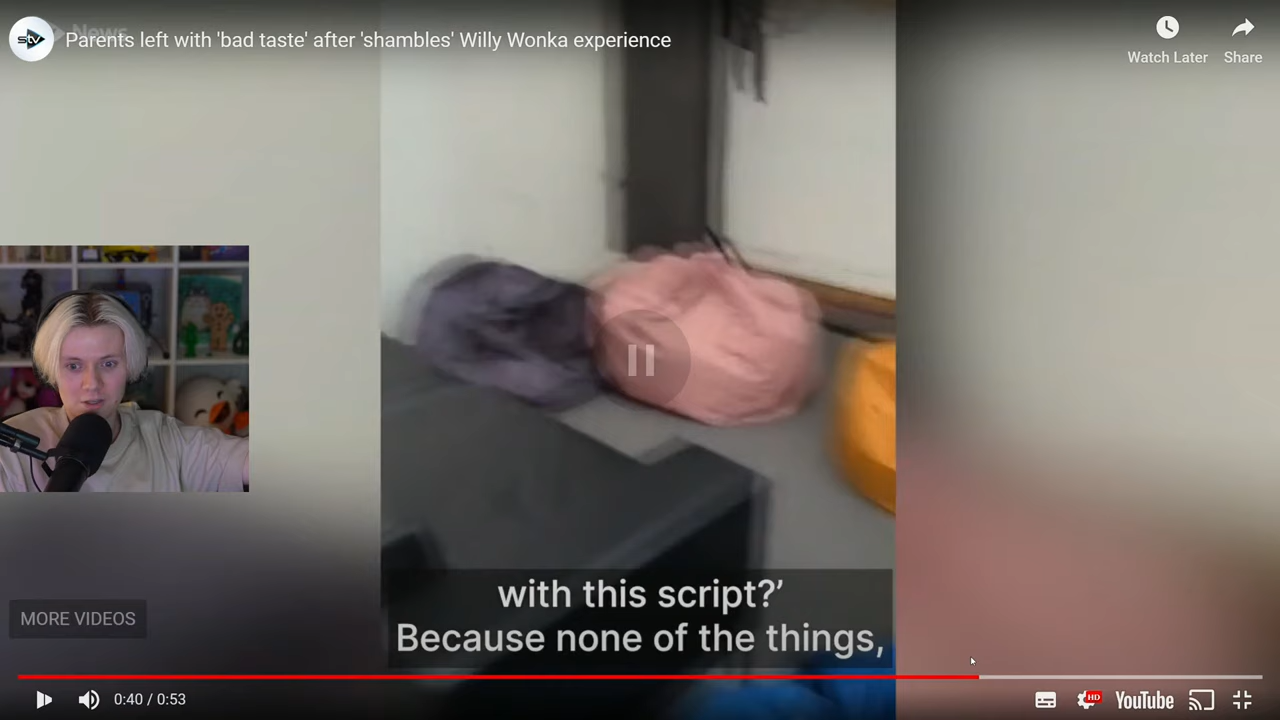 stv
News
Parents left with 'bad taste' after 'shambles' Willy Wonka experience
Watch Later
Share
with this script?’
Because none of the things,
MORE VIDEOS
0:40 / 0:53
HD
YouTube